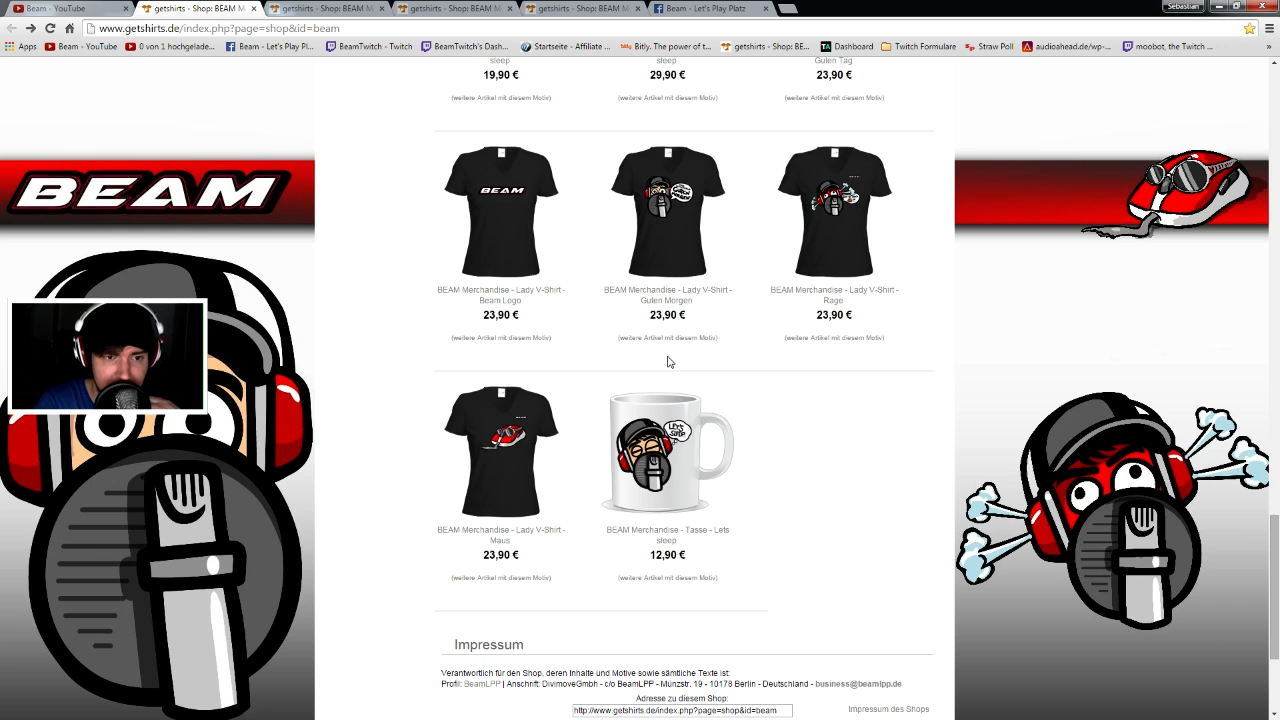 Beam - YouTube
getshirts - Shop: BEAM M
getshirts - Shop: BEAM M
getshirts - Shop: BEAM M
getshirts - Shop: BEAM M
Beam - Let's Play Platz
Sebastian
www.getshirts.de/index.php?page=shop&id=beam
Apps
Beam - YouTube
0 von 1 hochgelade...
Beam - Let's Play Pl...
BeamTwitch - Twitch
BeamTwitch's Dash...
Startseite - Affiliate ...
Bitly. The power of t...
getshirts - Shop: BE...
Dashboard
Twitch Formulare
Straw Poll
audioahead.de/wp-...
moobot, the Twitch ...
sleep
sleep
Guten Tag
19,90 €
29,90 €
23,90 €
(weitere Artikel mit diesem Motiv)
(weitere Artikel mit diesem Motiv)
(weitere Artikel mit diesem Motiv)
BEAM
BEAM
BEAM Merchandise - Lady V-Shirt -
Beam Logo
BEAM Merchandise - Lady V-Shirt -
Guten Morgen
BEAM Merchandise - Lady V-Shirt -
Rage
23,90 €
23,90 €
23,90 €
(weitere Artikel mit diesem Motiv)
(weitere Artikel mit diesem Motiv)
(weitere Artikel mit diesem Motiv)
LET'S
SLEEP
BEAM Merchandise - Lady V-Shirt -
Maus
BEAM Merchandise - Tasse - Lets
sleep
23,90 €
12,90 €
(weitere Artikel mit diesem Motiv)
(weitere Artikel mit diesem Motiv)
Impressum
Verantwortlich für den Shop, deren Inhalte und Motive sowie sämtliche Texte ist:
Profil: BeamLPP | Anschrift: DivimoveGmbh - c/o BeamLPP - Münzstr. 19 - 10178 Berlin - Deutschland - business@beamlpp.de
Adresse zu diesem Shop:
http://www.getshirts.de/index.php?page=shop&id=beam
Impressum des Shops